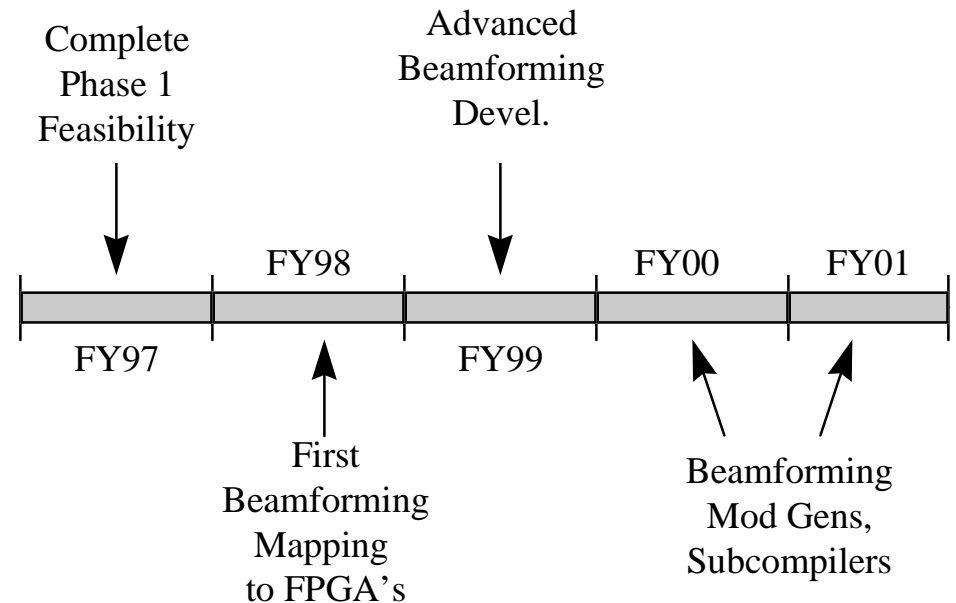 Complete
Phase 1
Feasibility
Advanced
Beamforming
Devel.
FY98
FY00
FY01
FY97
FY99
First
Beamforming
Mapping
to FPGA's
Beamforming
Mod Gens,
Subcompilers